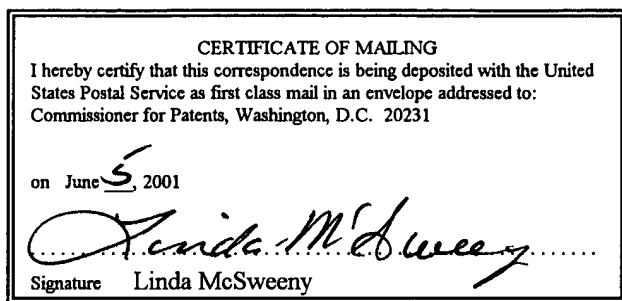 CERTIFICATE OF MAILING
I hereby certify that this correspondence is being deposited with the United
States Postal Service as first class mail in an envelope addressed to:
Commissioner for Patents, Washington, D.C. 20231
on June 5, 2001
Linda McSweeny
Signature Linda McSweeny